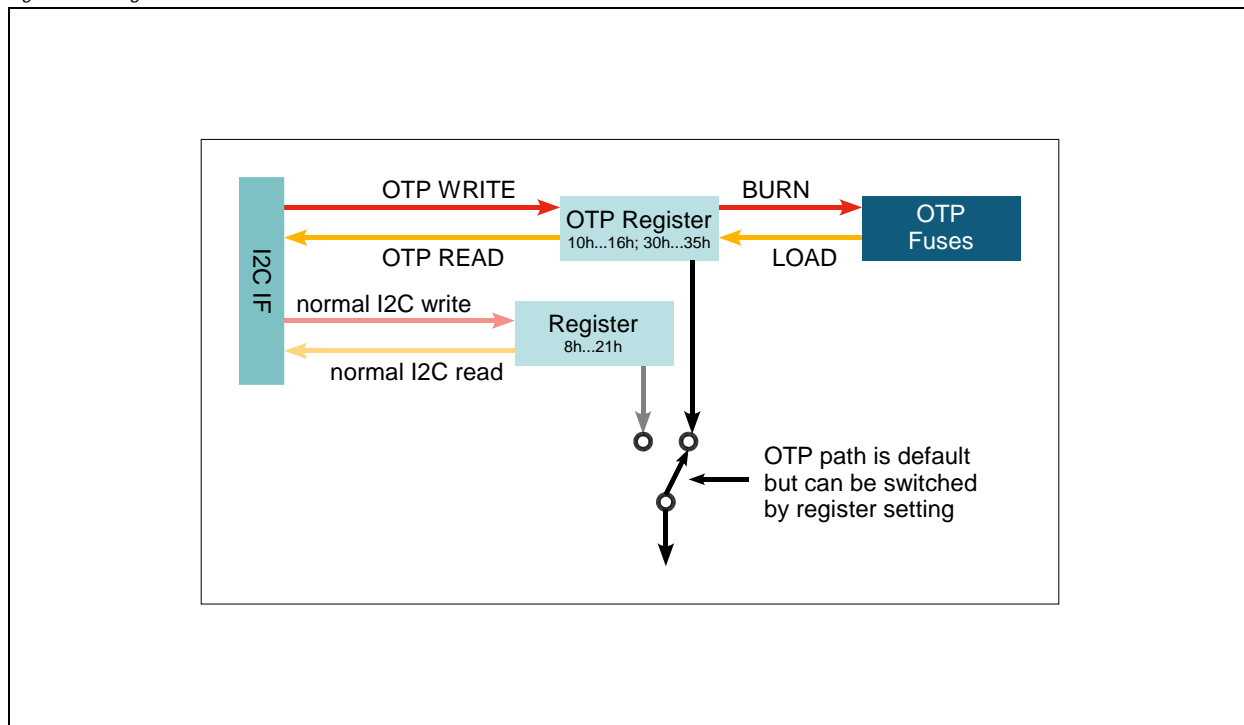 OTP WRITE
BURN
OTP Register
10h...16h; 30h...35h
OTP
Fuses
OTP READ
LOAD
I2C IF
normal I2C write
Register
8h...21h
normal I2C read
OTP path is default
but can be switched
by register setting